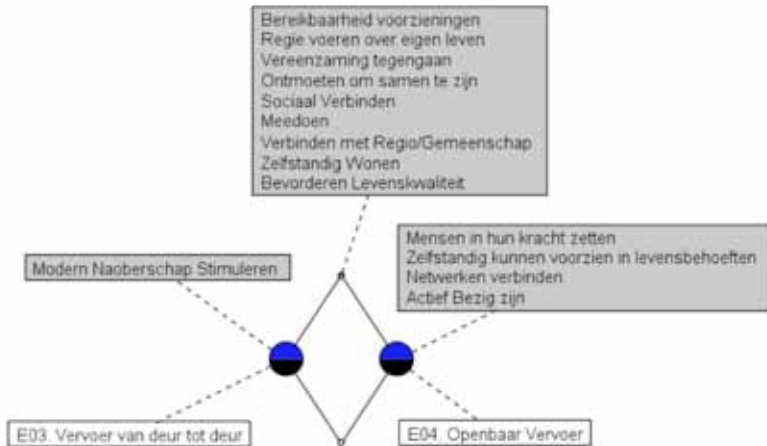 Bereikbaarheid voorzieningen
Regie voeren over eigen leven
Vereenzaming tegengaan
Ontmoeten om samen te zijn
Sociaal Verbinden
Meedoen
Verbinden met Regio/Gemeenschap
Zelfstandig Wonen
Bevorderen Levenskwaliteit
Modern Naoberschap Stimuleren
Mensen in hun kracht zetten
Zelfstandig kunnen voorzien in levensbehoeften
Netwerken verbinden
Actief Bezig zijn
E03. Vervoer van deur tot deur
E04. Openbaar Vervoer